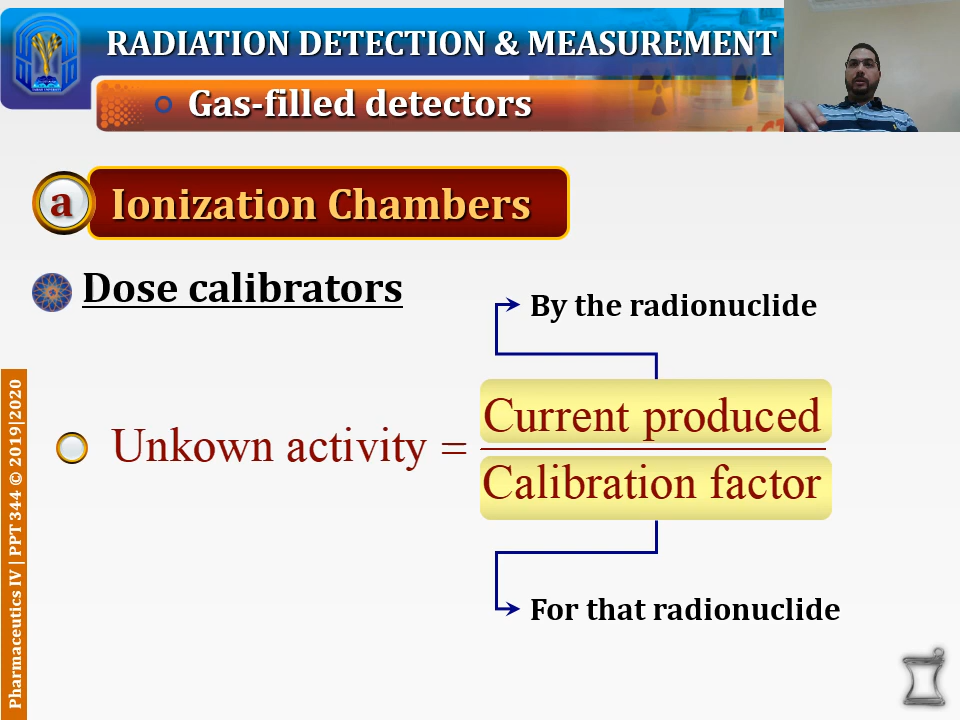 RADIATION DETECTION & MEASUREMENT
Gas-filled detectors
a
Ionization Chambers
Dose calibrators
By the radionuclide
Unkown activity =
Current produced
Calibration factor
For that radionuclide
Pharmaceutics IV | PPT 344 © 2019|2020